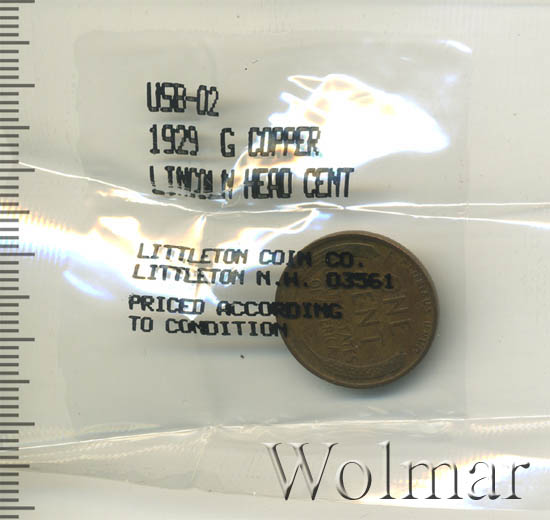 USB-02
1929 G COPPER
LINCOLN HEAD CENT
LITTLETON COIN CO.
LITTLETON N.H. 03561
PRICED ACCORDING
TO CONDITION
ONE
CENT
Wolmar